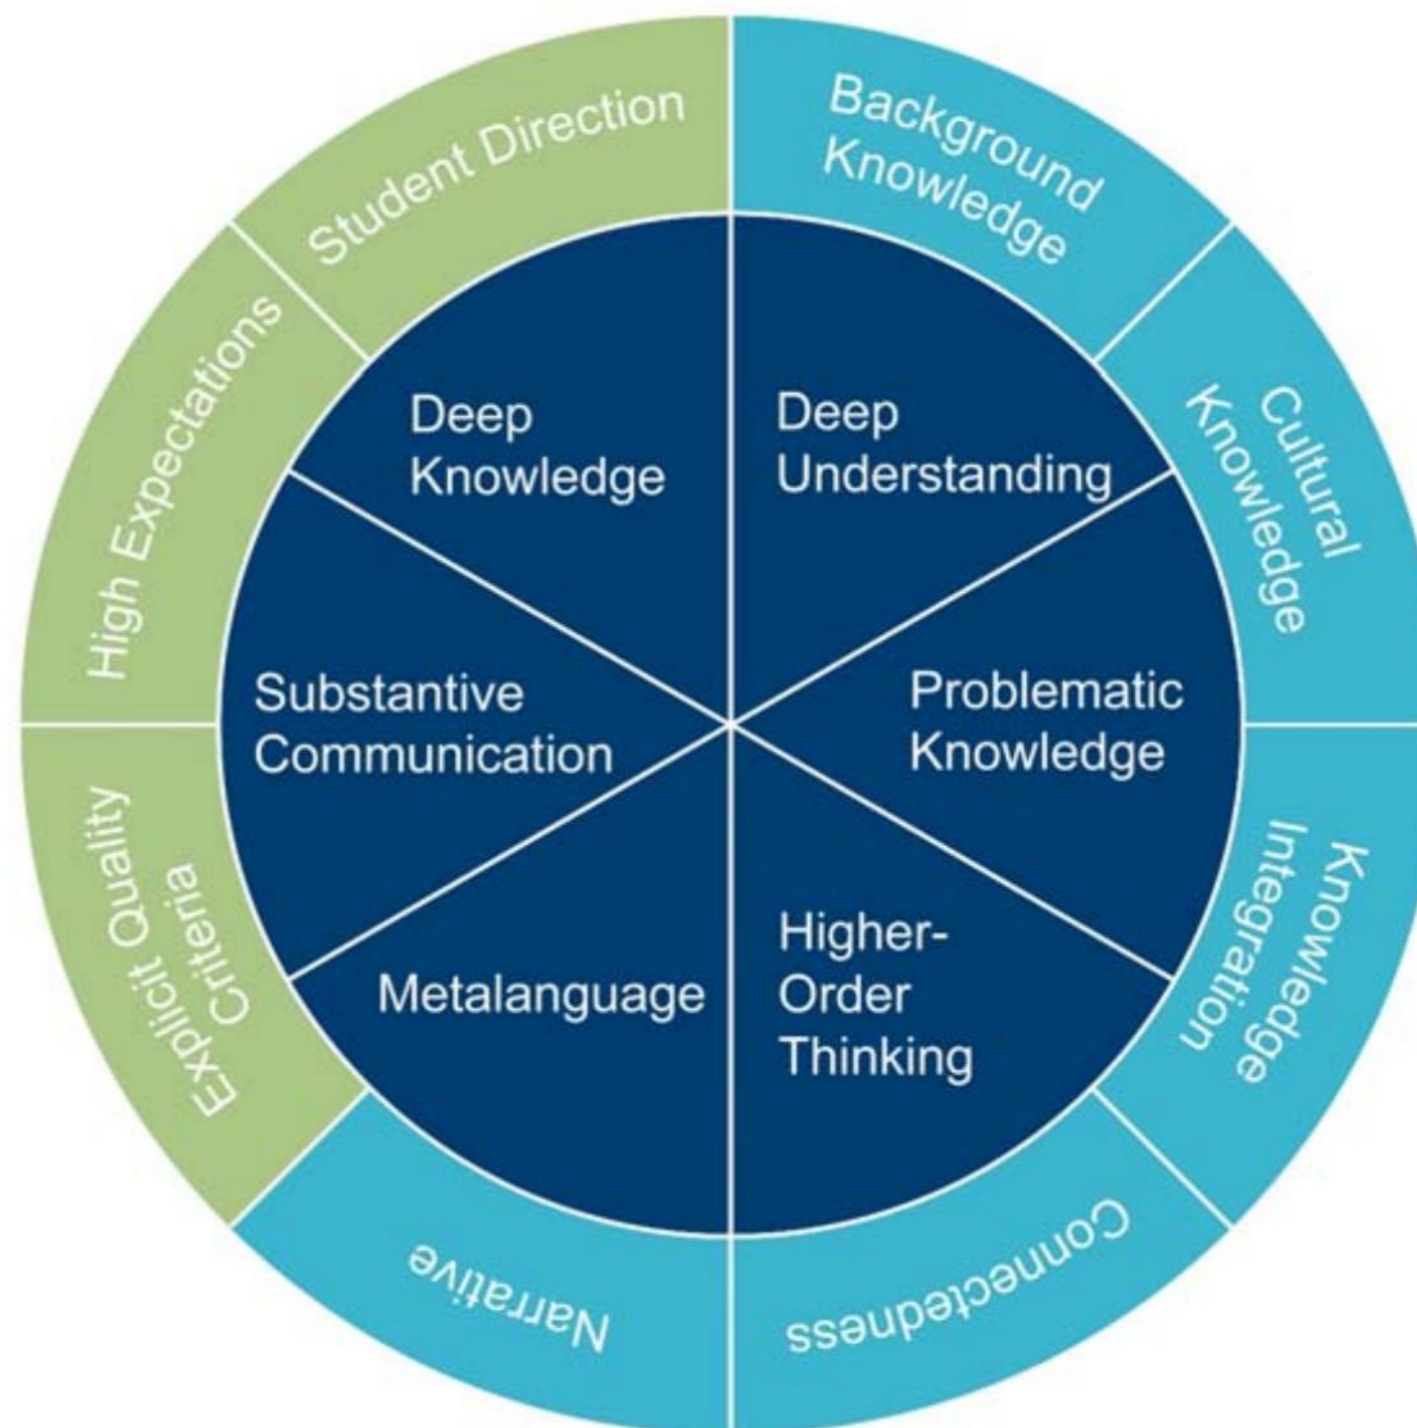 Student Direction
Background
Knowledge
Cultural
Knowledge
Knowledge
Integration
Connectedness
Narrative
Explicit Quality
Criteria
High Expectations
Deep
Knowledge
Deep
Understanding
Problematic
Knowledge
Higher-
Order
Thinking
Metalanguage
Substantive
Communication